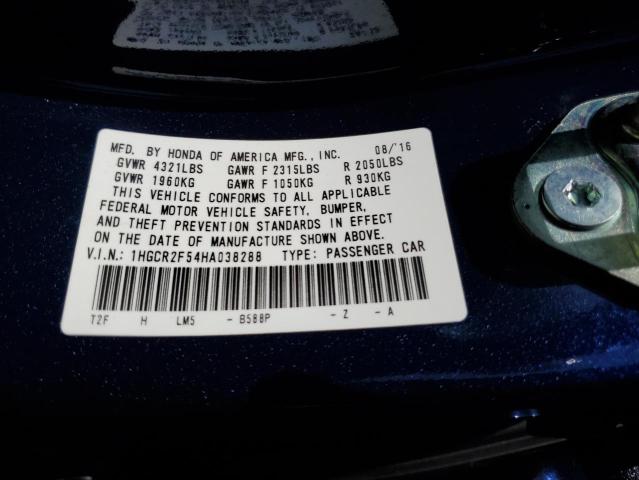 MFD. BY HONDA OF AMERICA MFG., INC. 08/'16
GVWR 4321LBS GAWR F 2315LBS R 2050LBS
GVWR 1960KG GAWR F 1050KG R 930KG
THIS VEHICLE CONFORMS TO ALL APPLICABLE
FEDERAL MOTOR VEHICLE SAFETY, BUMPER,
AND THEFT PREVENTION STANDARDS IN EFFECT
ON THE DATE OF MANUFACTURE SHOWN ABOVE.
V.I.N.: 1HGCR2F54HA038288 TYPE: PASSENGER CAR
T2F H LM5 - B588P - Z - A